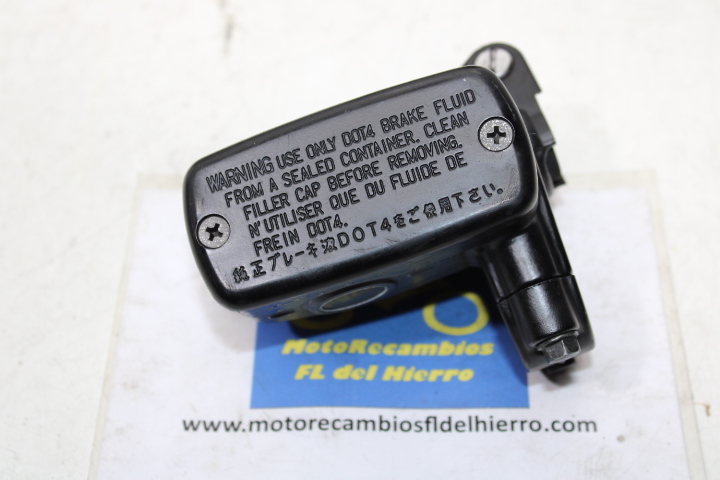 WARNING USE ONLY DOT4 BRAKE FLUID
FROM A SEALED CONTAINER. CLEAN
FILLER CAP BEFORE REMOVING.
N'UTILISER QUE DU FLUIDE DE
FREIN DOT4.
純正ブレーキ液DOT4をご使用下さい。
MotoRecambios
FL del Hierro
www.motorecambiosfldelhierro.com